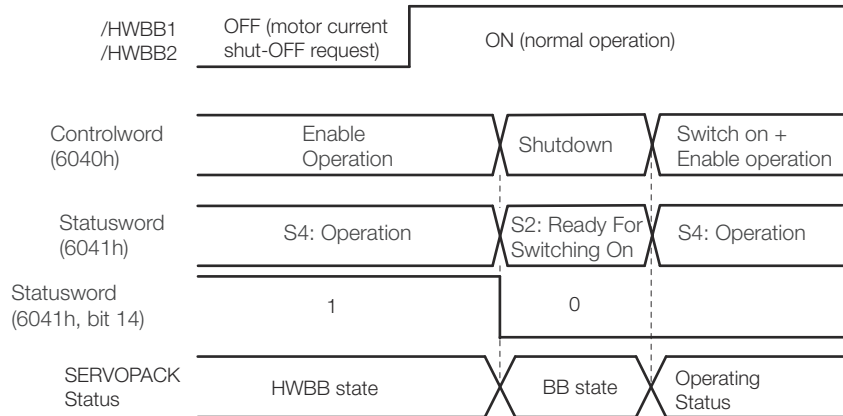 /HWBB1
/HWBB2
OFF (motor current
shut-OFF request)
ON (normal operation)
Controlword
(6040h)
Enable
Operation
Shutdown
Switch on +
Enable operation
Statusword
(6041h)
S4: Operation
S2: Ready For
Switching On
S4: Operation
Statusword
(6041h, bit 14)
1
0
SERVOPACK
Status
HWBB state
BB state
Operating
Status